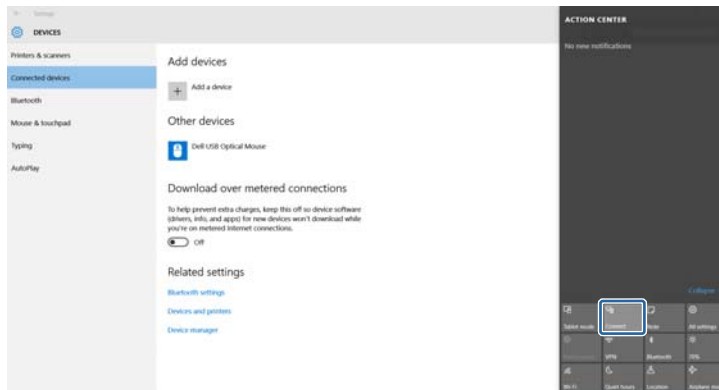 Settings
DEVICES
Printers & scanners
Connected devices
Bluetooth
Mouse & touchpad
Typing
AutoPlay
Add devices
Add a device
Other devices
Dell USB Optical Mouse
Download over metered connections
To help prevent extra charges, keep this off so device software
(drivers, info, and apps) for new devices won't download while
you're on metered Internet connections.
Off
Related settings
Bluetooth settings
Devices and printers
Device manager
ACTION CENTER
No new notifications
Collapse
Tablet mode Connect Note All settings
VPN Bluetooth 70%
Wi-Fi Quiet hours Location Airplane mo